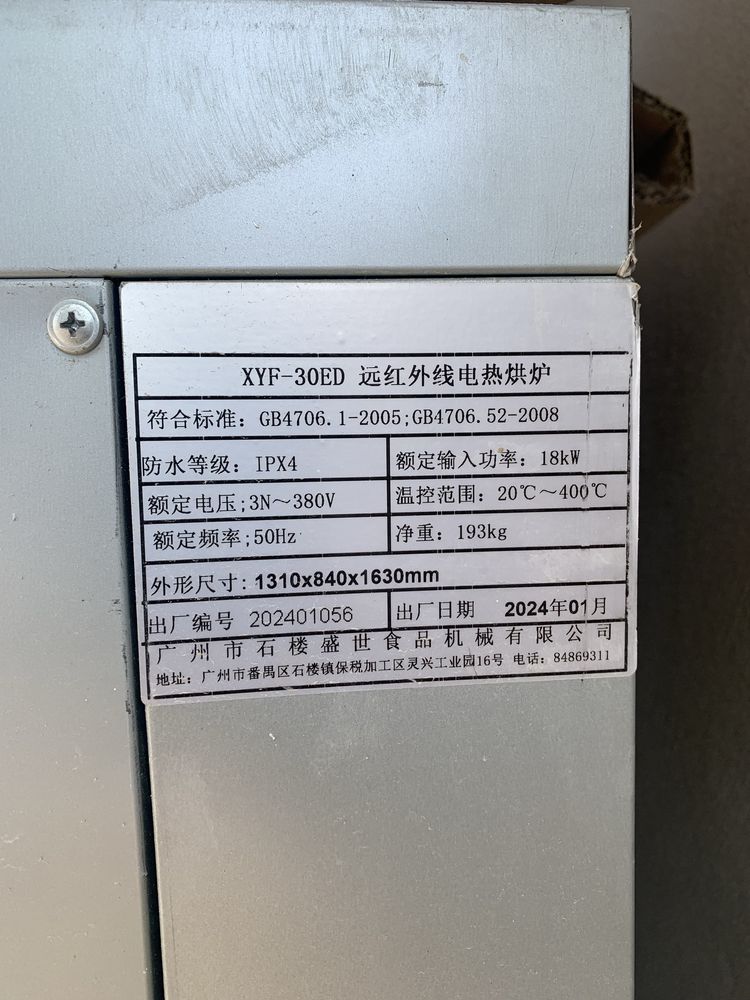 XYF-30ED 远红外线电热烘炉
符合标准: GB4706.1-2005;GB4706.52-2008
防水等级: IPX4 额定输入功率: 18kW
额定电压;3N～380V 温控范围: 20℃～400℃
额定频率;50Hz 净重: 193kg
外形尺寸: 1310x840x1630mm
出厂编号 202401056 出厂日期 2024年01月
广州市石楼盛世食品机械有限公司
地址: 广州市番禺区石楼镇保税加工区灵兴工业园16号 电话: 84869311